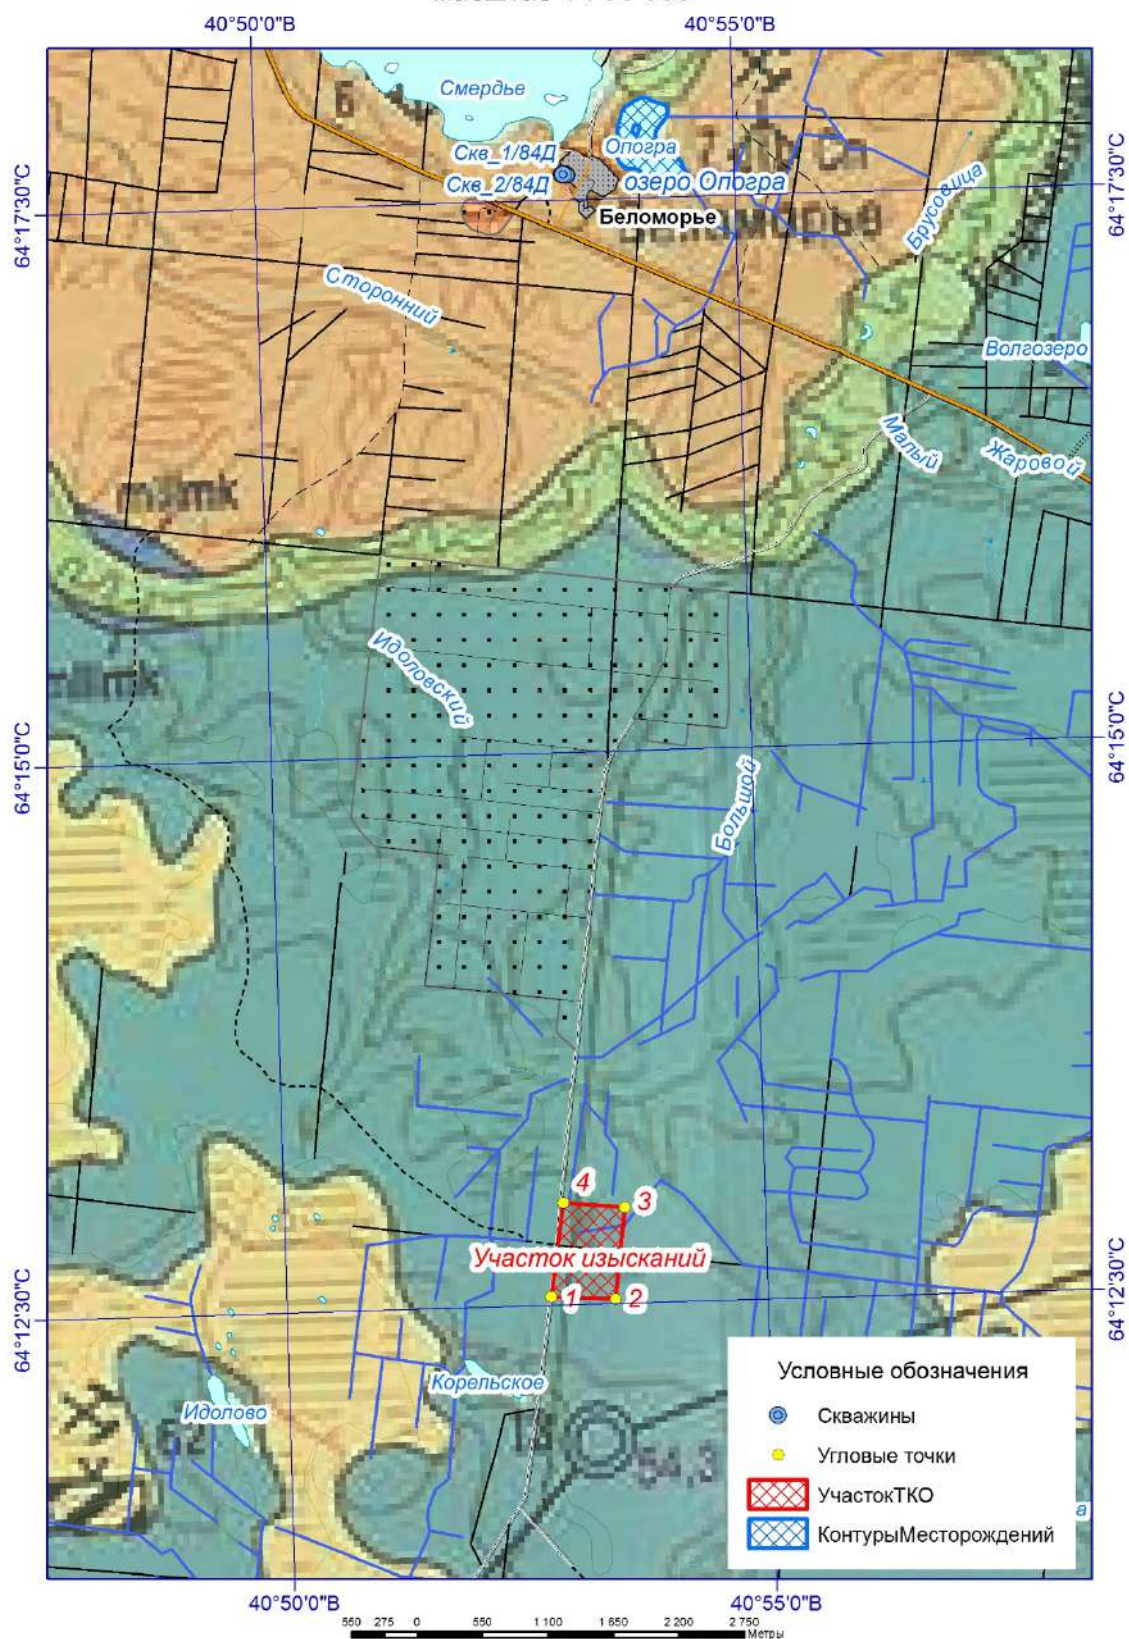 40°50'0"В
40°55'0"В
Смердье
Скв_1/84Д
Опогра
Скв_2/84Д
озеро Опогра
Беломорье
64°17'30"С
64°17'30"С
Брусовица
Сторонний
Волгозеро
Малый
Жаровой
Идоловский
64°15'0"С
64°15'0"С
Большой
4
3
Участок изысканий
1
2
64°12'30"С
64°12'30"С
Корельское
Идолово
Условные обозначения
Скважины
Угловые точки
УчастокТКО
КонтурыМесторождений
а
40°50'0"В
40°55'0"В
550 275 0 550 1 100 1 650 2 200 2 750
Метры